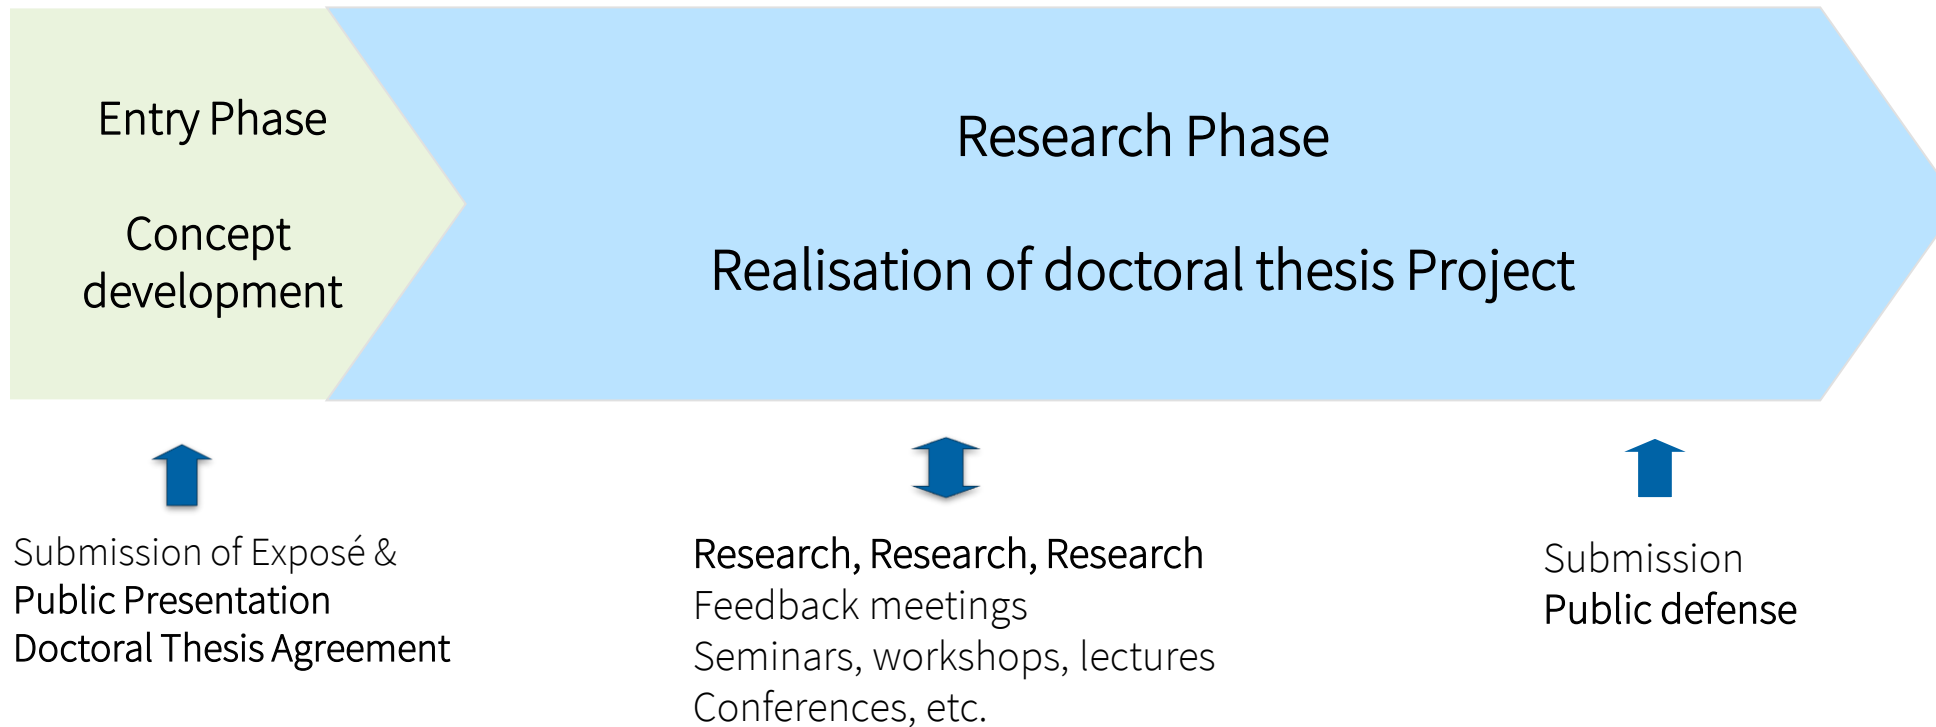 Entry Phase
Concept
development
Research Phase
Realisation of doctoral thesis Project
Submission of Exposé &
Public Presentation
Doctoral Thesis Agreement
Research, Research, Research
Feedback meetings
Seminars, workshops, lectures
Conferences, etc.
Submission
Public defense